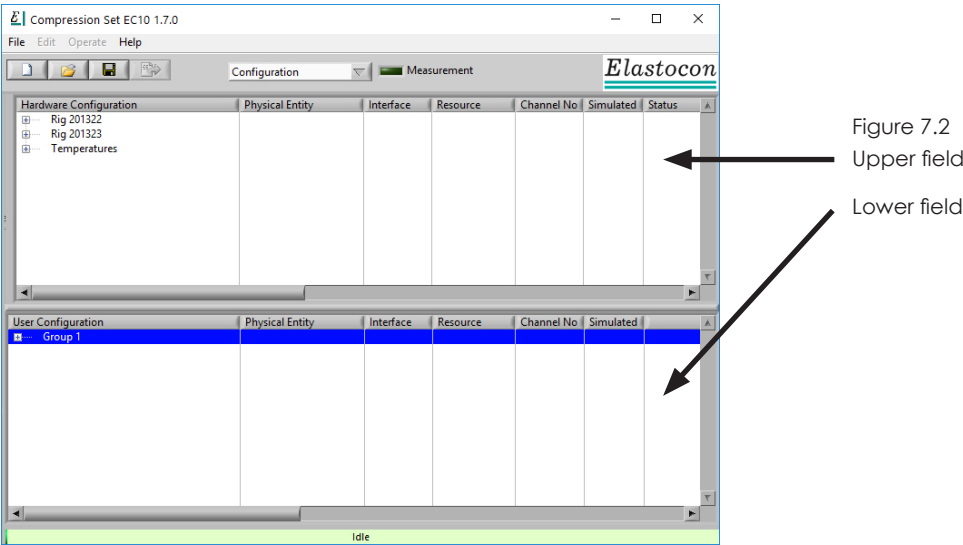 E Compression Set EC10 1.7.0
File Edit Operate Help
Configuration Measurement Elastocon
Hardware Configuration Physical Entity Interface Resource Channel No Simulated Status
Rig 201322
Rig 201323
Temperatures
User Configuration Physical Entity Interface Resource Channel No Simulated
Group 1
Idle
Figure 7.2
Upper field
Lower field